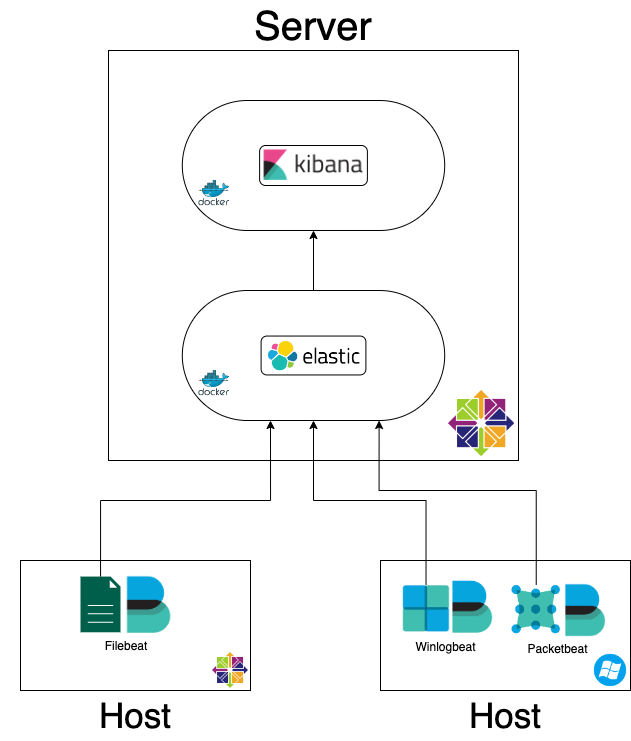 Server
kibana
docker
elastic
docker
Filebeat
Winlogbeat
Packetbeat
Host
Host